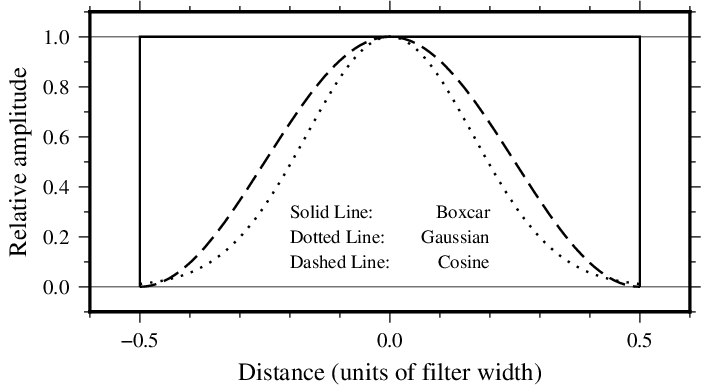 1.0
0.8
0.6
0.4
0.2
0.0
Relative amplitude
Solid Line: Boxcar
Dotted Line: Gaussian
Dashed Line: Cosine
−0.5 0.0 0.5
Distance (units of filter width)